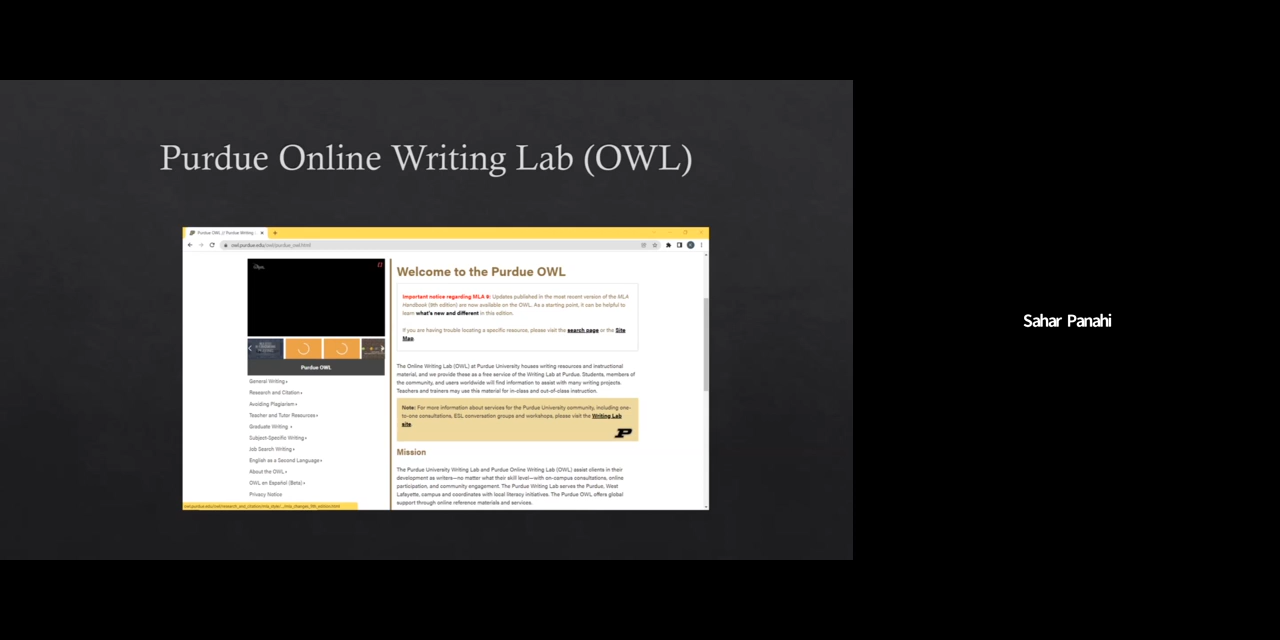 Purdue Online Writing Lab (OWL)
Purdue OWL // Purdue Writing
owl.purdue.edu/owl/purdue_owl.html
Welcome to the Purdue OWL
Important notice regarding MLA 9: Updates published in the most recent version of the MLA
Handbook (9th edition) are now available on the OWL. As a starting point, it can be helpful to
learn what's new and different in this edition.
If you are having trouble locating a specific resource, please visit the search page or the Site
Map.
Purdue OWL
General Writing
Research and Citation
Avoiding Plagiarism
Teacher and Tutor Resources
Graduate Writing
Subject-Specific Writing
Job Search Writing
English as a Second Language
About the OWL
OWL en Español (Beta)
Privacy Notice
The Online Writing Lab (OWL) at Purdue University houses writing resources and instructional
material, and we provide these as a free service of the Writing Lab at Purdue. Students, members of
the community, and users worldwide will find information to assist with many writing projects.
Teachers and trainers may use this material for in-class and out-of-class instruction.
Note: For more information about services for the Purdue University community, including one-
to-one consultations, ESL conversation groups and workshops, please visit the Writing Lab
site.
Mission
The Purdue University Writing Lab and Purdue Online Writing Lab (OWL) assist clients in their
development as writers—no matter what their skill level—with on-campus consultations, online
participation, and community engagement. The Purdue Writing Lab serves the Purdue, West
Lafayette, campus and coordinates with local literacy initiatives. The Purdue OWL offers global
support through online reference materials and services.
Sahar Panahi